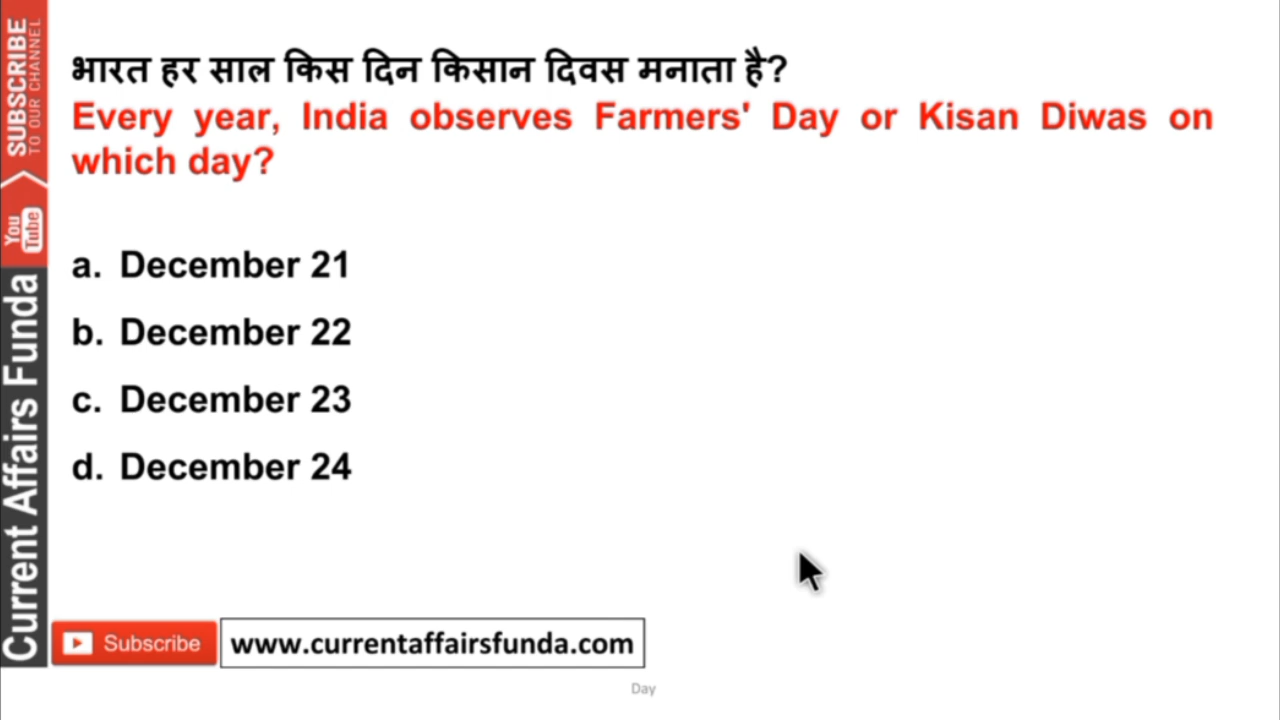 भारत हर साल किस दिन किसान दिवस मनाता है?
Every year, India observes Farmers' Day or Kisan Diwas on
which day?
a. December 21
b. December 22
c. December 23
d. December 24
SUBSCRIBE
TO OUR CHANNEL
You
Tube
Current Affairs Funda
Subscribe
www.currentaffairsfunda.com
Day